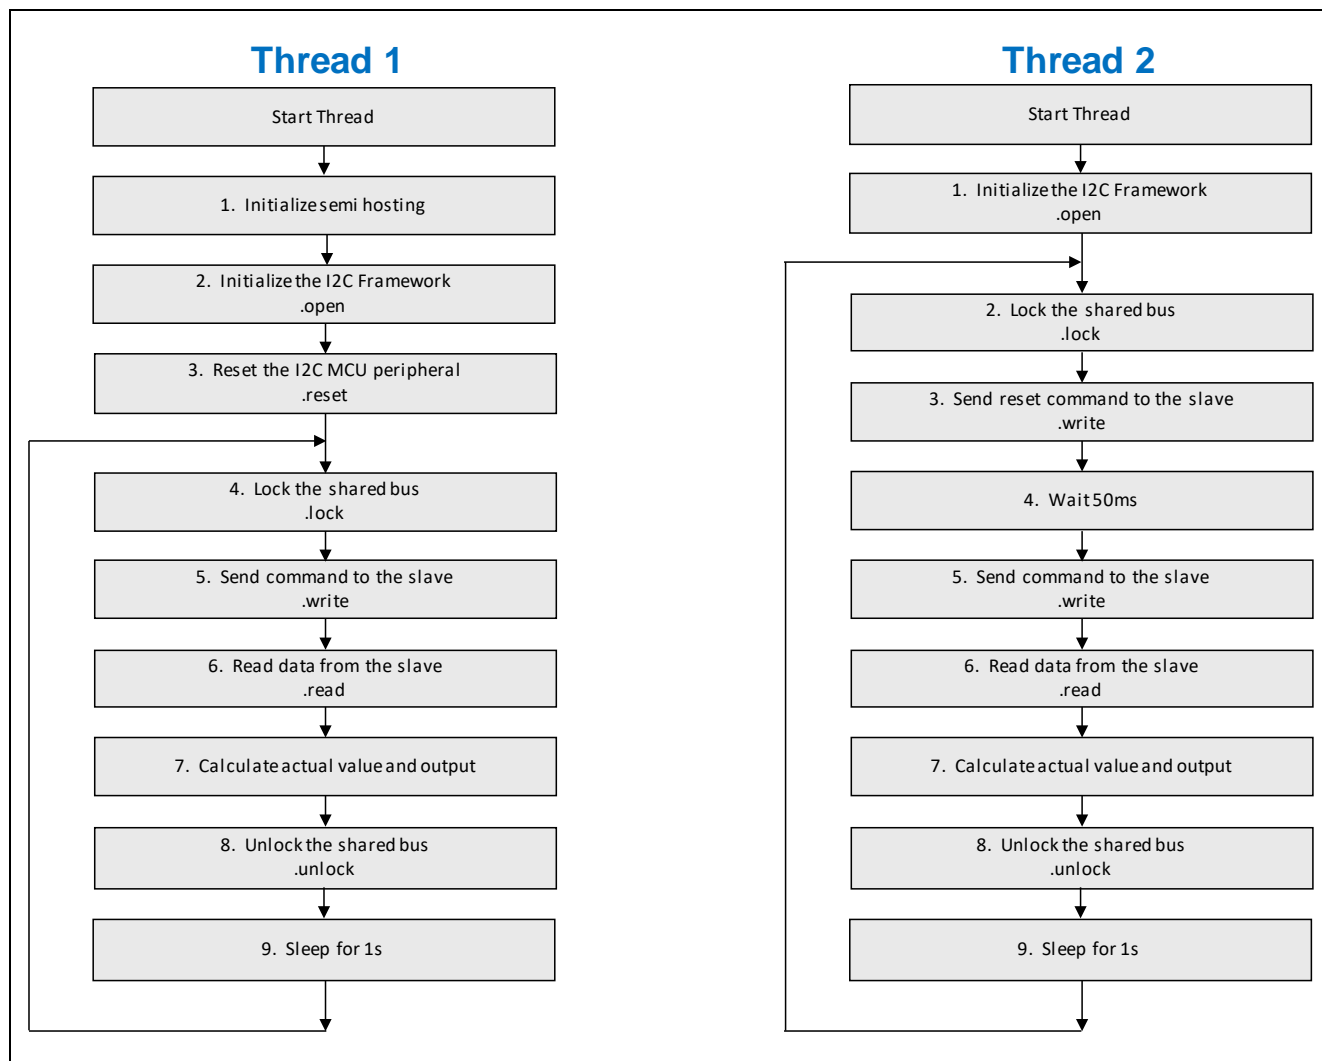 Thread 1
Start Thread
1. Initialize semi hosting
2. Initialize the I2C Framework
.open
3. Reset the I2C MCU peripheral
.reset
4. Lock the shared bus
.lock
5. Send command to the slave
.write
6. Read data from the slave
.read
7. Calculate actual value and output
8. Unlock the shared bus
.unlock
9. Sleep for 1s
Thread 2
Start Thread
1. Initialize the I2C Framework
.open
2. Lock the shared bus
.lock
3. Send reset command to the slave
.write
4. Wait 50ms
5. Send command to the slave
.write
6. Read data from the slave
.read
7. Calculate actual value and output
8. Unlock the shared bus
.unlock
9. Sleep for 1s